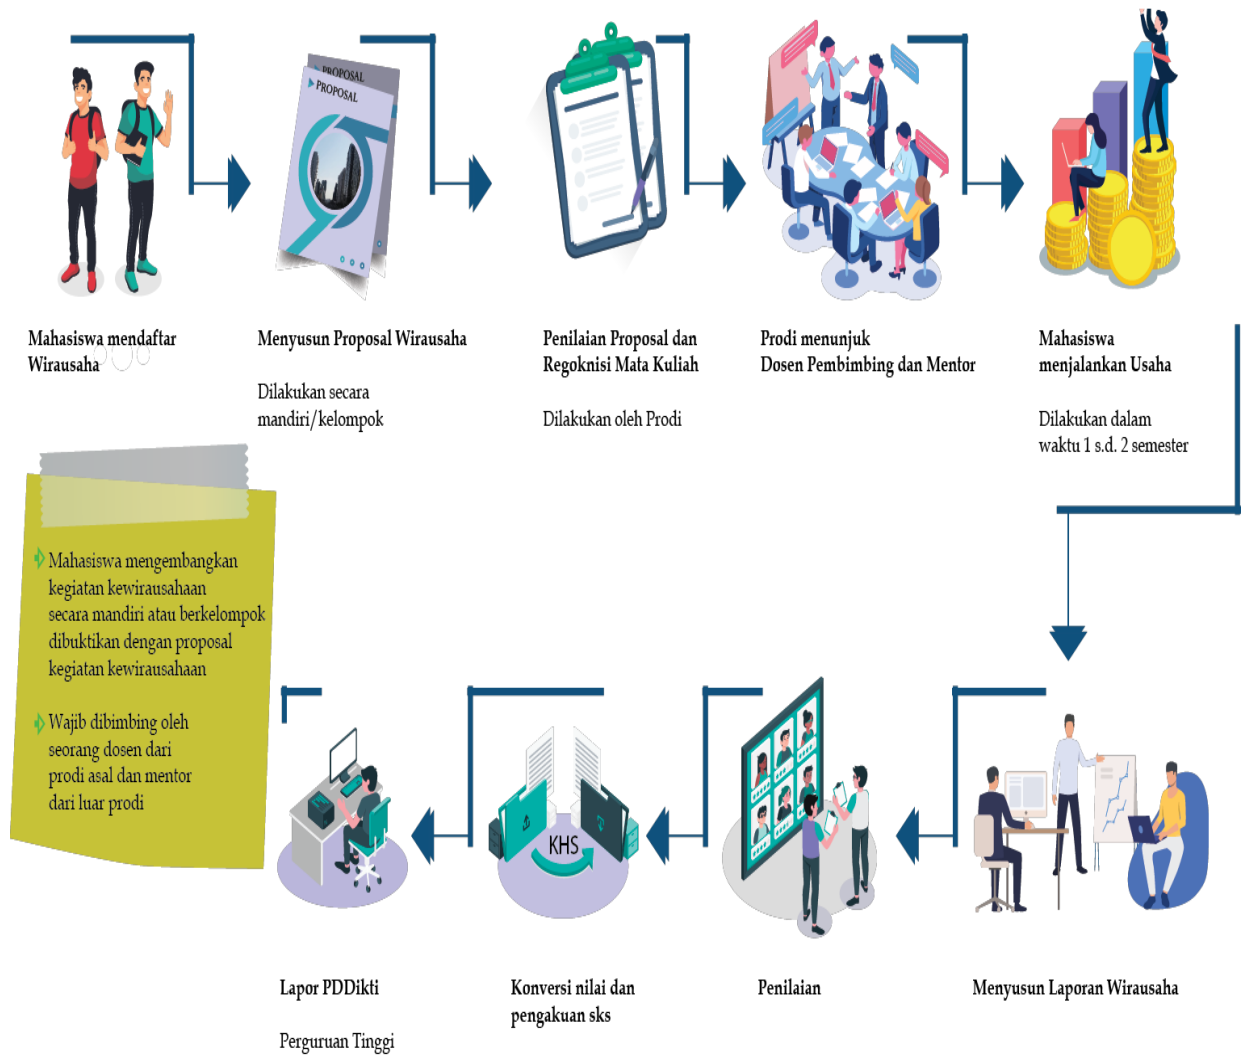 PROPOSAL
PROPOSAL
Mahasiswa mendaftar
Wirausaha
Menyusun Proposal Wirausaha
Dilakukan secara
mandiri/kelompok
Penilaian Proposal dan
Regoknisi Mata Kuliah
Dilakukan oleh Prodi
Prodi menunjuk
Dosen Pembimbing dan Mentor
Mahasiswa
menjalankan Usaha
Dilakukan dalam
waktu 1 s.d. 2 semester
Mahasiswa mengembangkan
kegiatan kewirausahaan
secara mandiri atau berkelompok
dibuktikan dengan proposal
kegiatan kewirausahaan
Wajib dibimbing oleh
seorang dosen dari
prodi asal dan mentor
dari luar prodi
KHS
Lapor PDDikti
Perguruan Tinggi
Konversi nilai dan
pengakuan sks
Penilaian
Menyusun Laporan Wirausaha